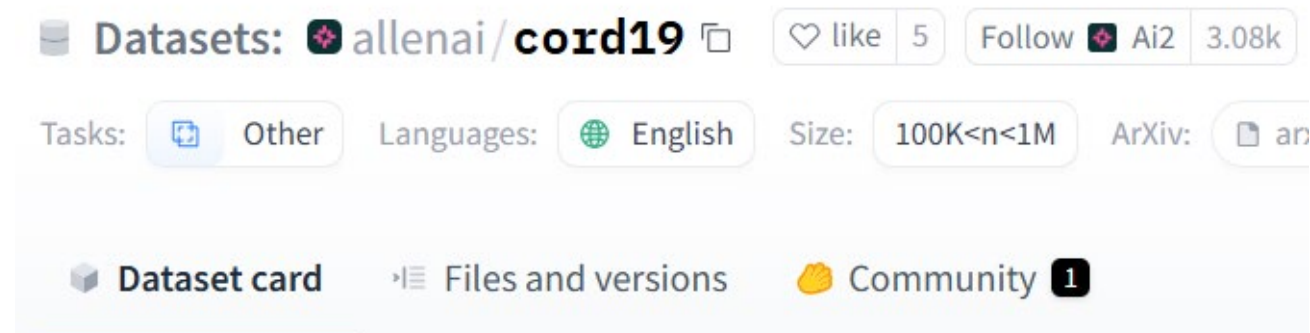 Datasets: allenai/cord19 like 5 Follow Ai2 3.08k
Tasks: Other Languages: English Size: 100K<n<1M ArXiv:
Dataset card Files and versions Community 1